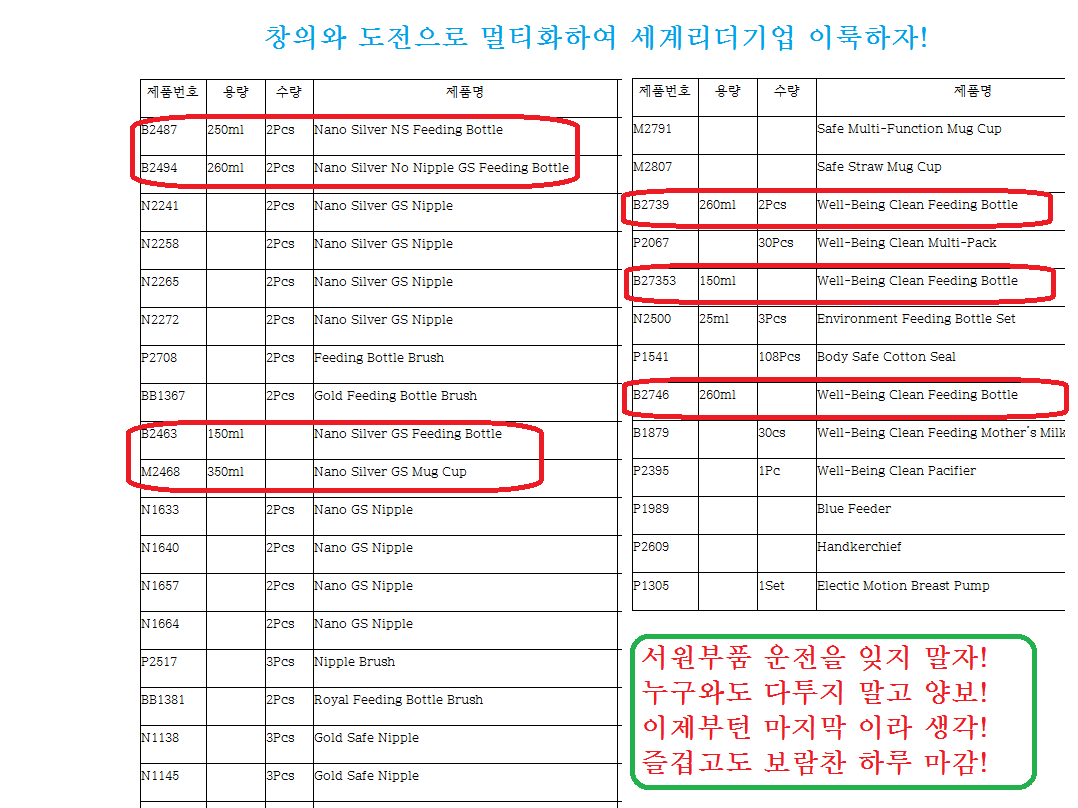 창의와 도전으로 멀티화하여 세계리더기업 이룩하자!
제품번호 용량 수량 제품명
B2487 250ml 2Pcs Nano Silver NS Feeding Bottle
B2494 260ml 2Pcs Nano Silver No Nipple GS Feeding Bottle
N2241 2Pcs Nano Silver GS Nipple
N2258 2Pcs Nano Silver GS Nipple
N2265 2Pcs Nano Silver GS Nipple
N2272 2Pcs Nano Silver GS Nipple
P2708 2Pcs Feeding Bottle Brush
BB1367 2Pcs Gold Feeding Bottle Brush
B2463 150ml Nano Silver GS Feeding Bottle
M2468 350ml Nano Silver GS Mug Cup
N1633 2Pcs Nano GS Nipple
N1640 2Pcs Nano GS Nipple
N1657 2Pcs Nano GS Nipple
N1664 2Pcs Nano GS Nipple
P2517 3Pcs Nipple Brush
BB1381 2Pcs Royal Feeding Bottle Brush
N1138 3Pcs Gold Safe Nipple
N1145 3Pcs Gold Safe Nipple
제품번호 용량 수량 제품명
M2791 Safe Multi-Function Mug Cup
M2807 Safe Straw Mug Cup
B2739 260ml 2Pcs Well-Being Clean Feeding Bottle
P2067 30Pcs Well-Being Clean Multi-Pack
B27353 150ml Well-Being Clean Feeding Bottle
N2500 25ml 3Pcs Environment Feeding Bottle Set
P1541 108Pcs Body Safe Cotton Seal
B2746 260ml Well-Being Clean Feeding Bottle
B1879 30cs Well-Being Clean Feeding Mother's Milk
P2395 1Pc Well-Being Clean Pacifier
P1989 Blue Feeder
P2609 Handkerchief
P1305 1Set Electic Motion Breast Pump
서원부품 운전을 잊지 말자!
누구와도 다투지 말고 양보!
이제부턴 마지막 이라 생각!
즐겁고도 보람찬 하루 마감!